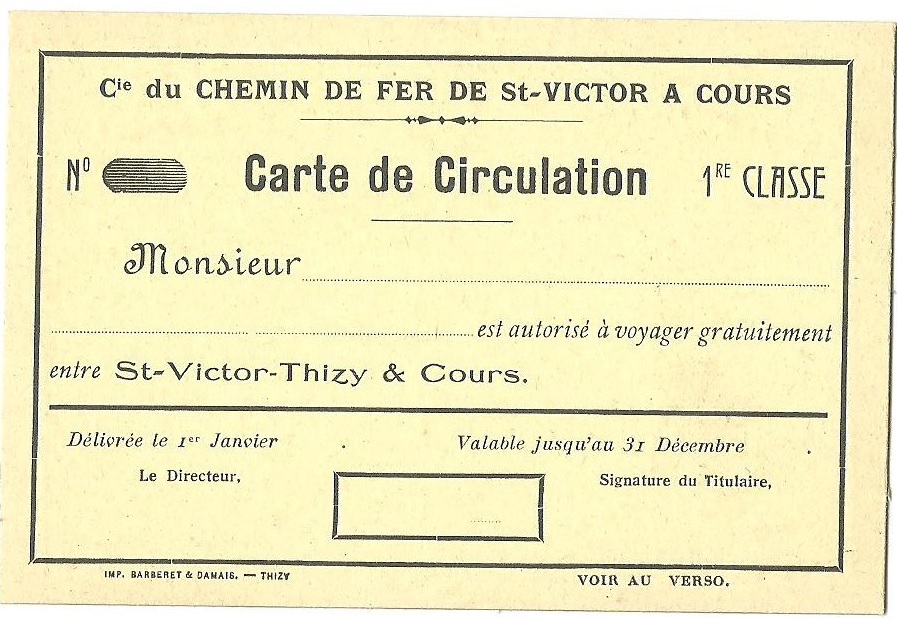 Cie du CHEMIN DE FER DE St-VICTOR A COURS
No Carte de Circulation 1RE CLASSE
Monsieur
est autorisé à voyager gratuitement
entre St-Victor-Thizy & Cours.
Délivrée le 1er Janvier . Valable jusqu'au 31 Décembre .
Le Directeur, Signature du Titulaire,
IMP. BARBERET & DAMAIS. — THIZY VOIR AU VERSO.